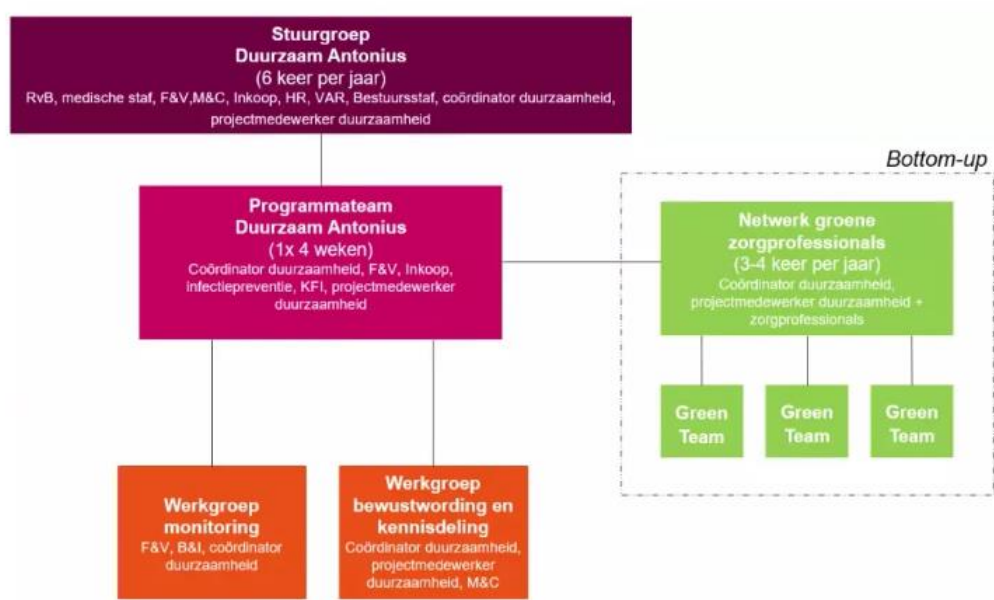 Stuurgroep
Duurzaam Antonius
(6 keer per jaar)
RvB, medische staf, F&V,M&C, Inkoop, HR, VAR, Bestuursstaf, coördinator duurzaamheid,
projectmedewerker duurzaamheid
Bottom-up
Programmateam
Duurzaam Antonius
(1x 4 weken)
Coördinator duurzaamheid, F&V, Inkoop,
infectiepreventie, KFI, projectmedewerker
duurzaamheid
Netwerk groene
zorgprofessionals
(3-4 keer per jaar)
Coördinator duurzaamheid,
projectmedewerker duurzaamheid +
zorgprofessionals
Green
Team
Green
Team
Green
Team
Werkgroep
monitoring
F&V, B&I, coördinator
duurzaamheid
Werkgroep
bewustwording en
kennisdeling
Coördinator duurzaamheid,
projectmedewerker
duurzaamheid, M&C